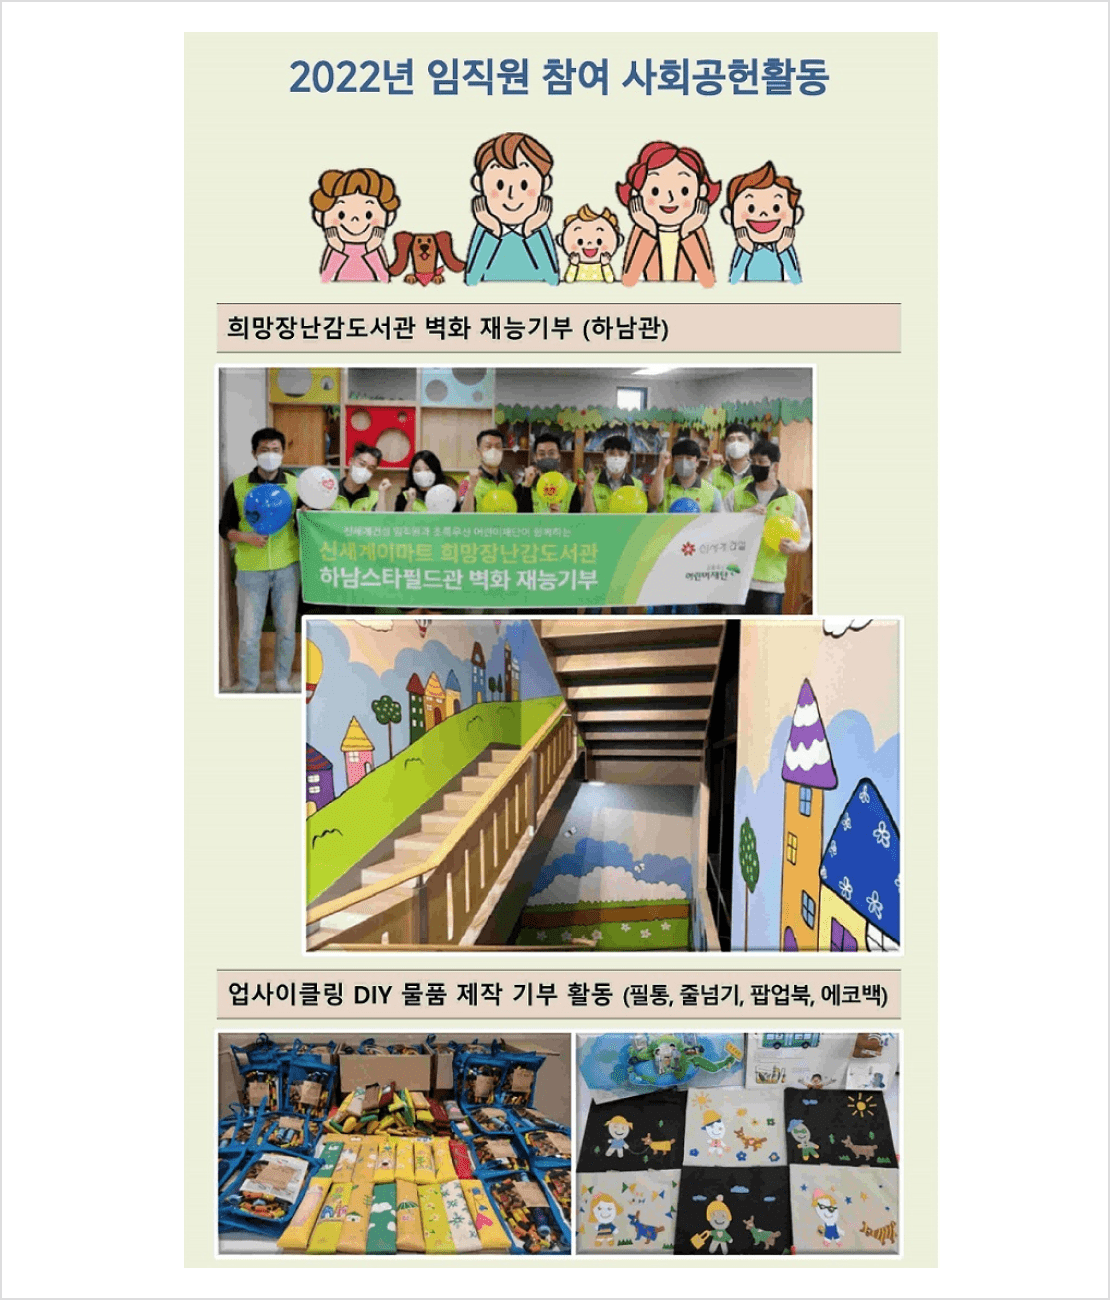 2022년 임직원 참여 사회공헌활동
희망장난감도서관 벽화 재능기부 (하남관)
신세계건설 임직원과 초록우산 어린이재단이 함께하는
신세계이마트 희망장난감도서관
하남스타필드관 벽화 재능기부
신세계건설
초록우산
어린이재단
업사이클링 DIY 물품 제작 기부 활동 (필통, 줄넘기, 팝업북, 에코백)